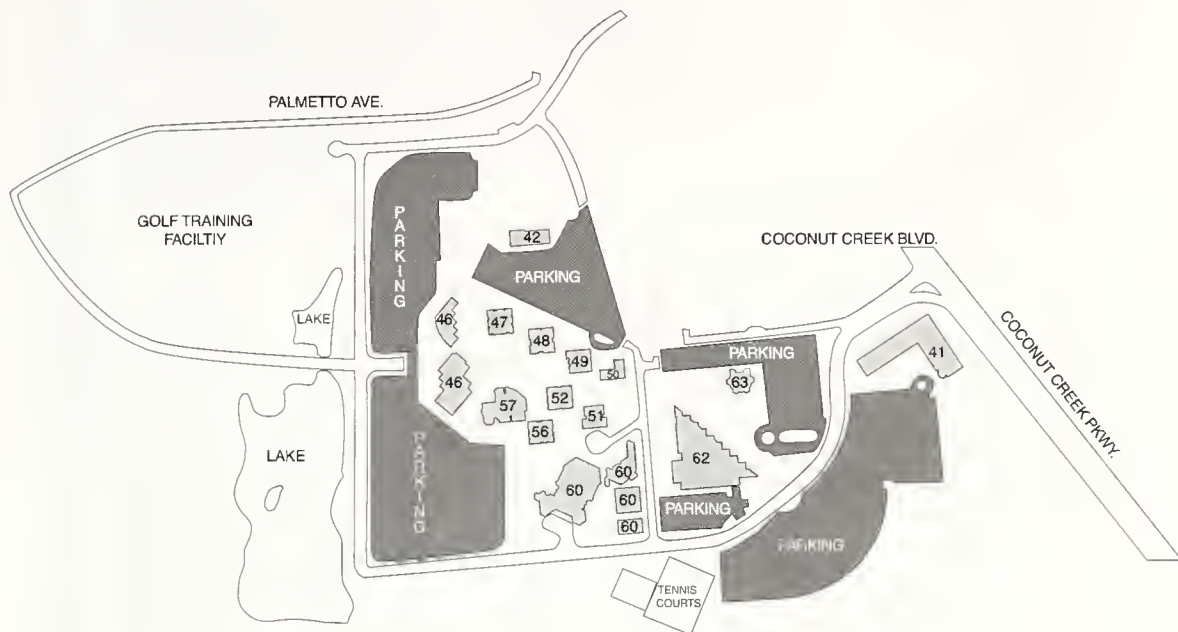 PALMETTO AVE.
GOLF TRAINING
FACILTIY
PARKING
42
PARKING
COCONUT CREEK BLVD.
LAKE
46
47
48
49
50
PARKING
63
41
COCONUT CREEK PKWY.
46
57
52
51
56
LAKE
PARKING
60
60
60
60
62
PARKING
PARKING
TENNIS
COURTS